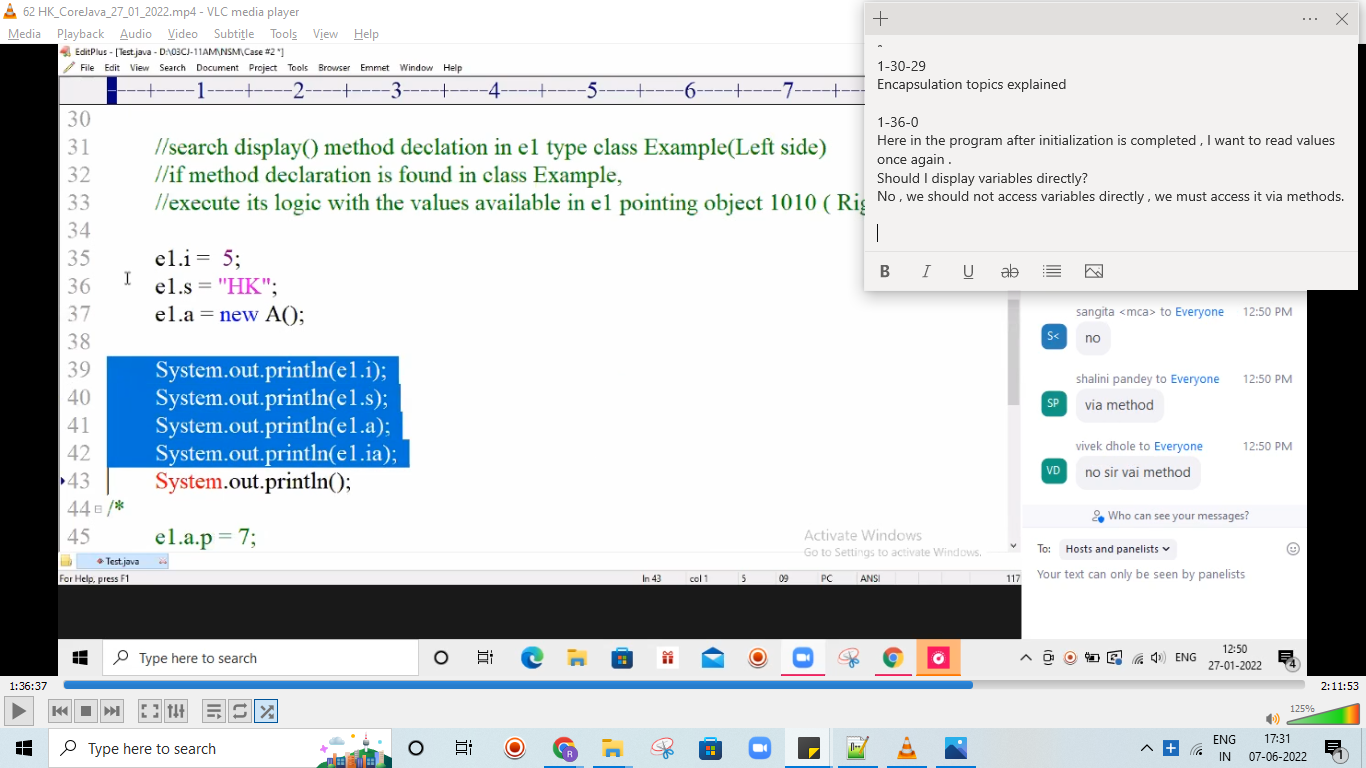 62 HK_CoreJava_27_01_2022.mp4 - VLC media player
Media Playback Audio Video Subtitle Tools View Help
EditPlus - [Test.java - D:\03CJ-11AM\NSM\Case #2 *]
File Edit View Search Document Project Tools Browser Emmet Window Help
----+----1----+----2----+----3----+----4----+----5----+----6----+----7----+--
30
31 //search display() method declation in e1 type class Example(Left side)
32 //if method declaration is found in class Example,
33 //execute its logic with the values available in e1 pointing object 1010 ( Rig
34
35 e1.i = 5;
36 e1.s = "HK";
37 e1.a = new A();
38
39 System.out.println(e1.i);
40 System.out.println(e1.s);
41 System.out.println(e1.a);
42 System.out.println(e1.ia);
43 System.out.println();
44 /*
45 e1.a.p = 7;
Activate Windows
Go to Settings to activate Windows.
Test.java
For Help, press F1 ln 43 col 1 5 09 PC ANSI 117
1-30-29
Encapsulation topics explained
1-36-0
Here in the program after initialization is completed , I want to read values
once again .
Should I display variables directly?
No , we should not access variables directly , we must access it via methods.
B I U ab
sangita <mca> to Everyone 12:50 PM
S< no
shalini pandey to Everyone 12:50 PM
SP via method
vivek dhole to Everyone 12:50 PM
VD no sir vai method
Who can see your messages?
To: Hosts and panelists
Your text can only be seen by panelists
Type here to search
ENG 12:50
27-01-2022 4
1:36:37 2:11:53
125%
Type here to search
R
ENG 17:31
IN 07-06-2022 1